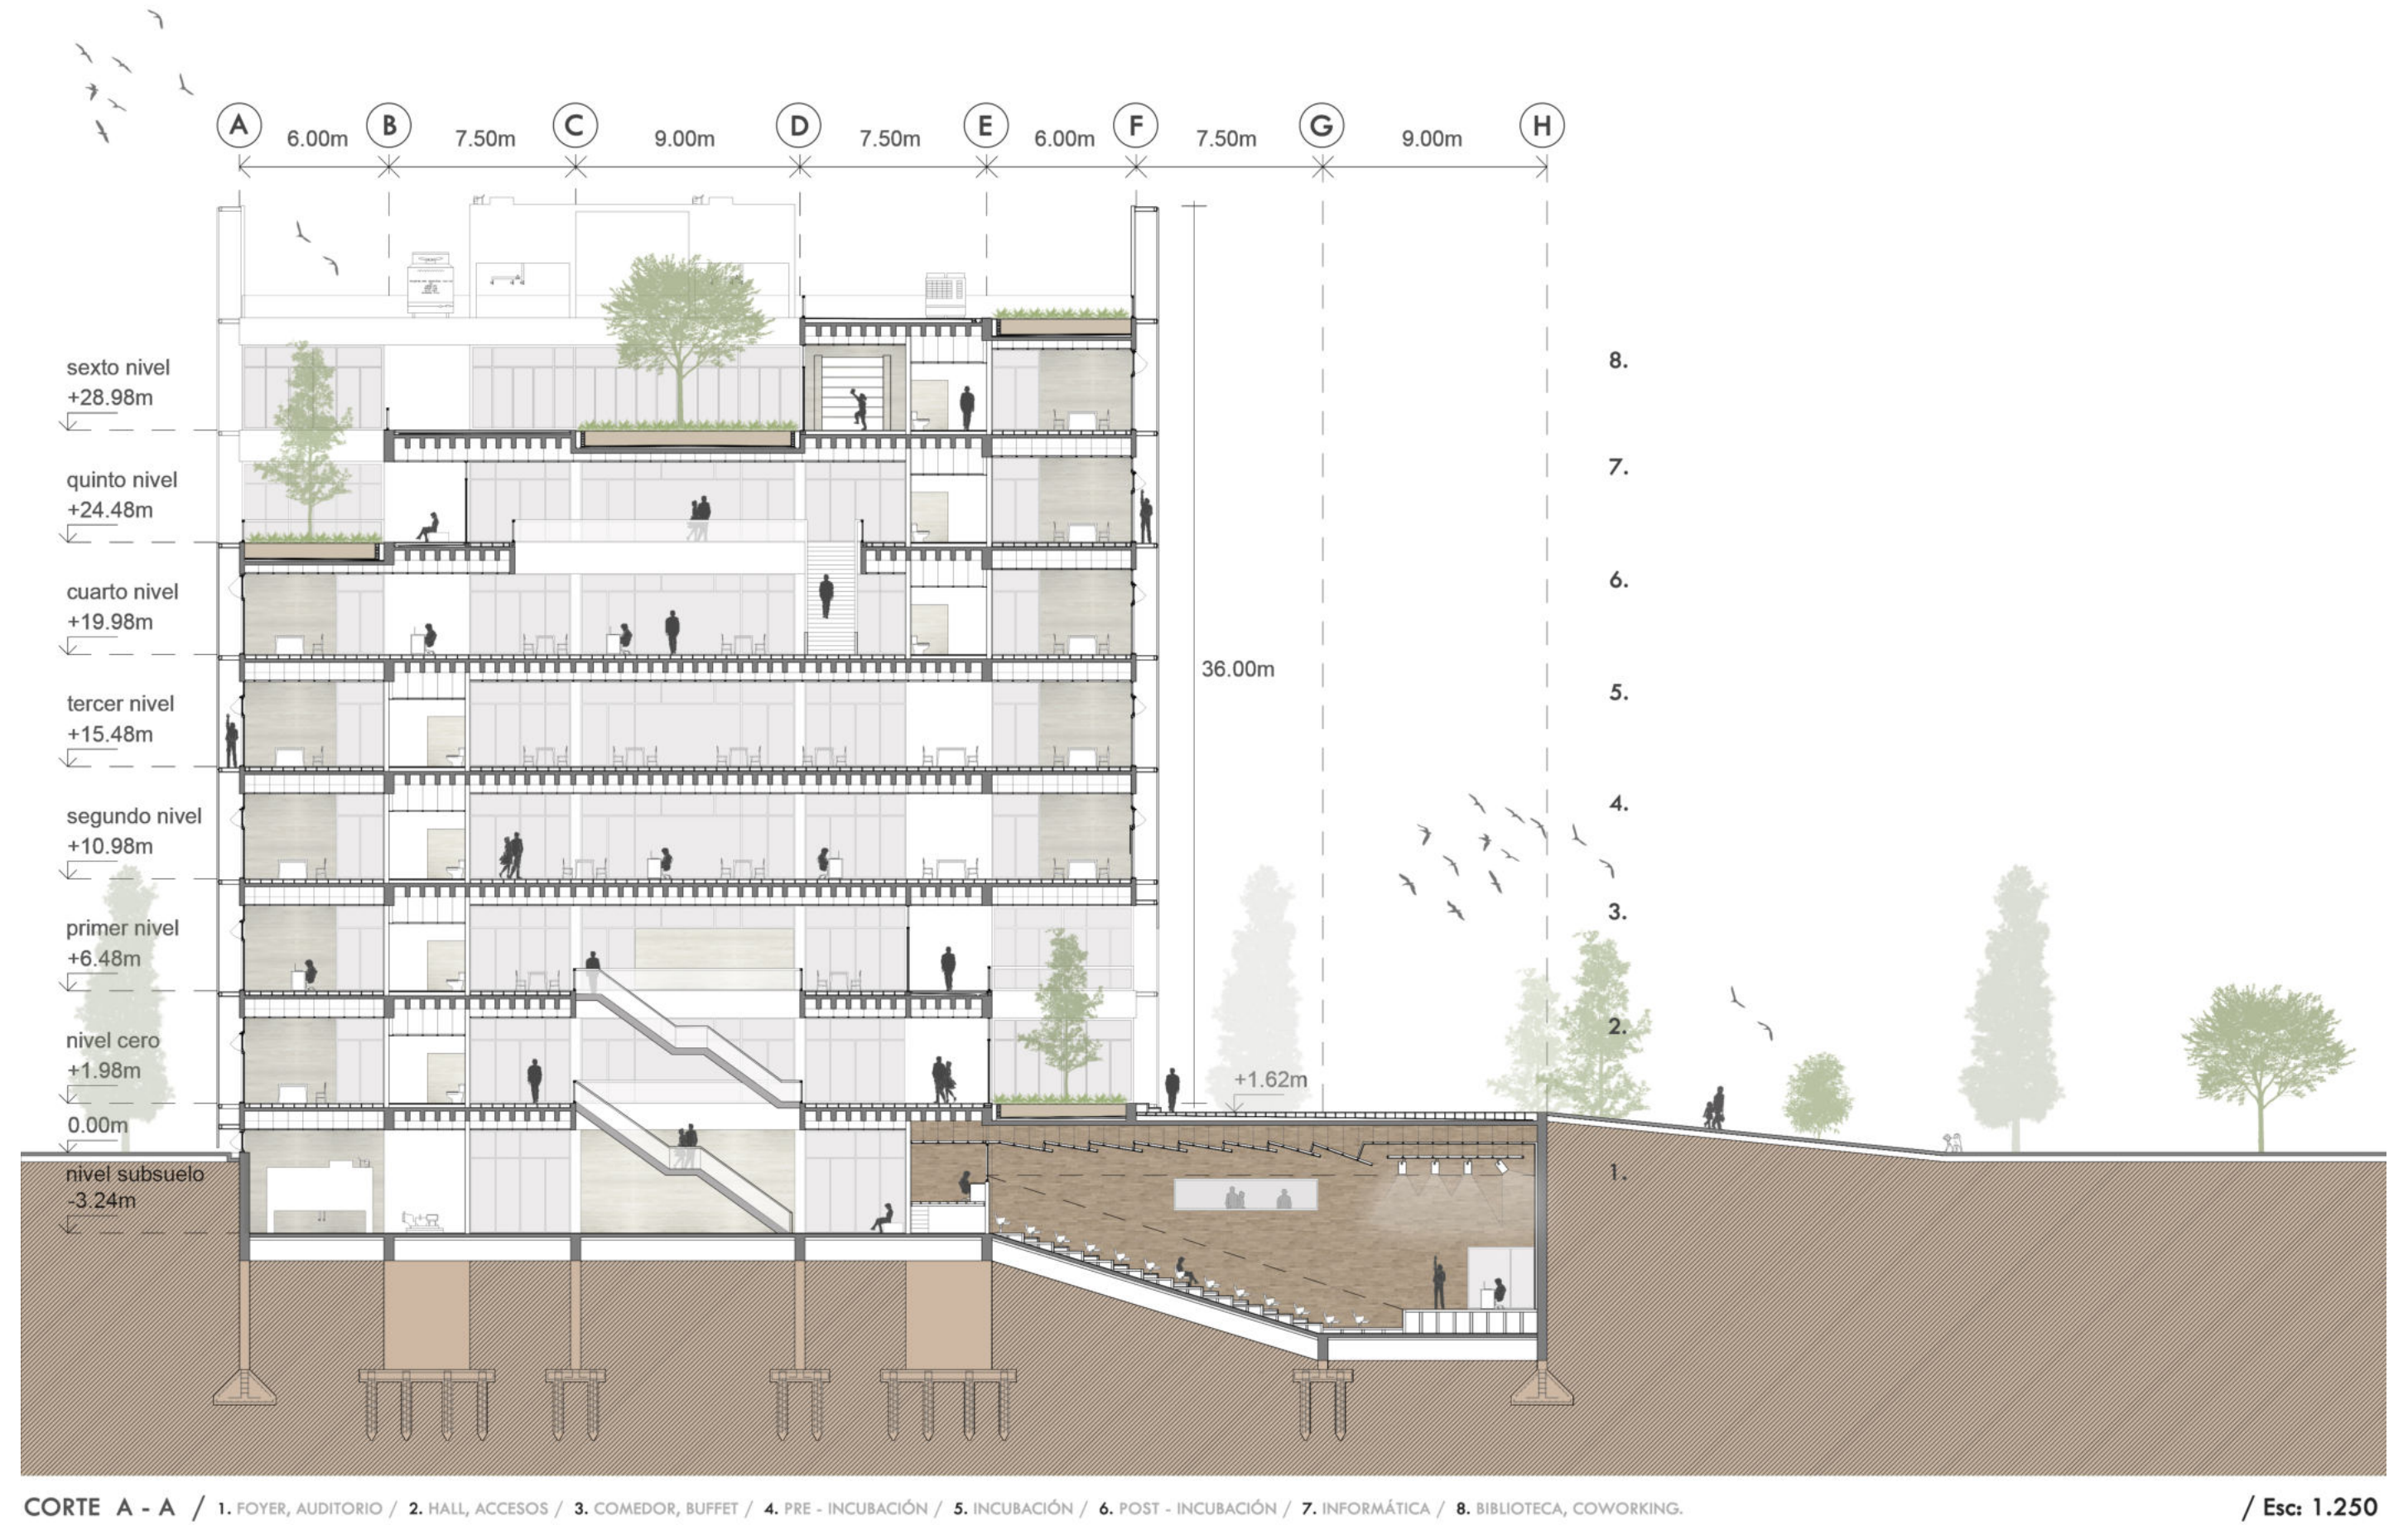 A 6.00m B 7.50m C 9.00m D 7.50m E 6.00m F 7.50m G 9.00m H
sexto nivel
+28.98m
8.
quinto nivel
+24.48m
7.
cuarto nivel
+19.98m
6.
36.00m
tercer nivel
+15.48m
5.
segundo nivel
+10.98m
4.
primer nivel
+6.48m
3.
nivel cero
+1.98m
2.
+1.62m
0.00m
nivel subsuelo
-3.24m
1.
CORTE A - A / 1. FOYER, AUDITORIO / 2. HALL, ACCESOS / 3. COMEDOR, BUFFET / 4. PRE - INCUBACIÓN / 5. INCUBACIÓN / 6. POST - INCUBACIÓN / 7. INFORMÁTICA / 8. BIBLIOTECA, COWORKING.
/ Esc: 1.250